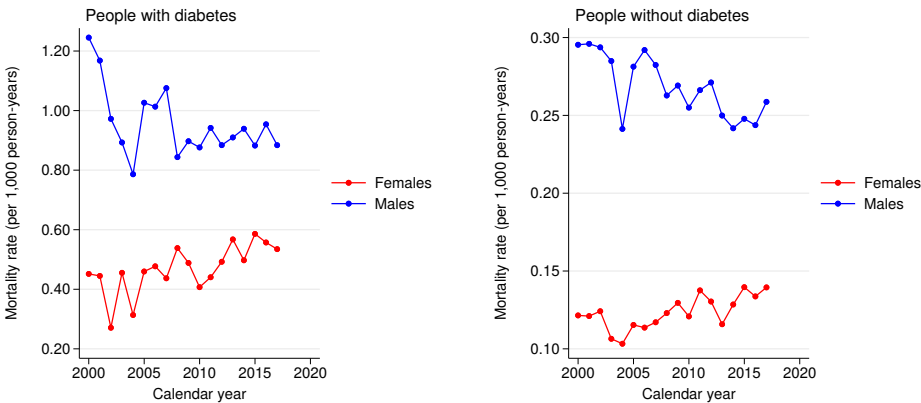 People with diabetes
Mortality rate (per 1,000 person-years)
1.20
1.00
0.80
0.60
0.40
0.20
2000 2005 2010 2015 2020
Calendar year
Females
Males
People without diabetes
Mortality rate (per 1,000 person-years)
0.30
0.25
0.20
0.15
0.10
2000 2005 2010 2015 2020
Calendar year
Females
Males